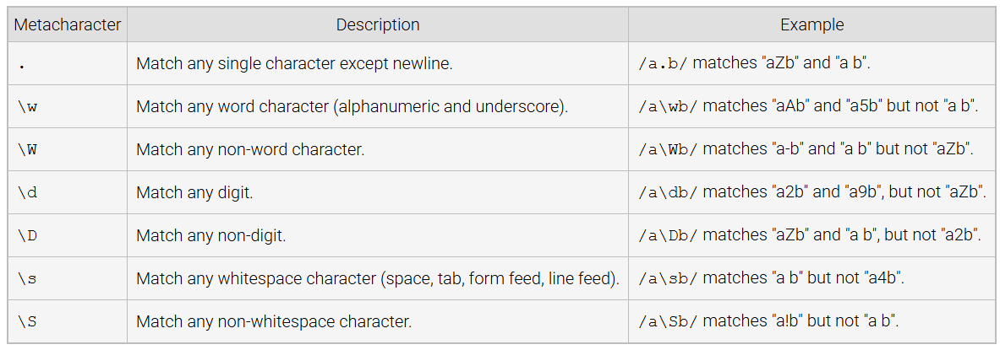 Metacharacter Description Example
. Match any single character except newline. /a.b/ matches "aZb" and "a b".
\w Match any word character (alphanumeric and underscore). /a\wb/ matches "aAb" and "a5b" but not "a b".
\W Match any non-word character. /a\Wb/ matches "a-b" and "a b" but not "aZb".
\d Match any digit. /a\db/ matches "a2b" and "a9b", but not "aZb".
\D Match any non-digit. /a\Db/ matches "aZb" and "a b", but not "a2b".
\s Match any whitespace character (space, tab, form feed, line feed). /a\sb/ matches "a b" but not "a4b".
\S Match any non-whitespace character. /a\Sb/ matches "a!b" but not "a b".